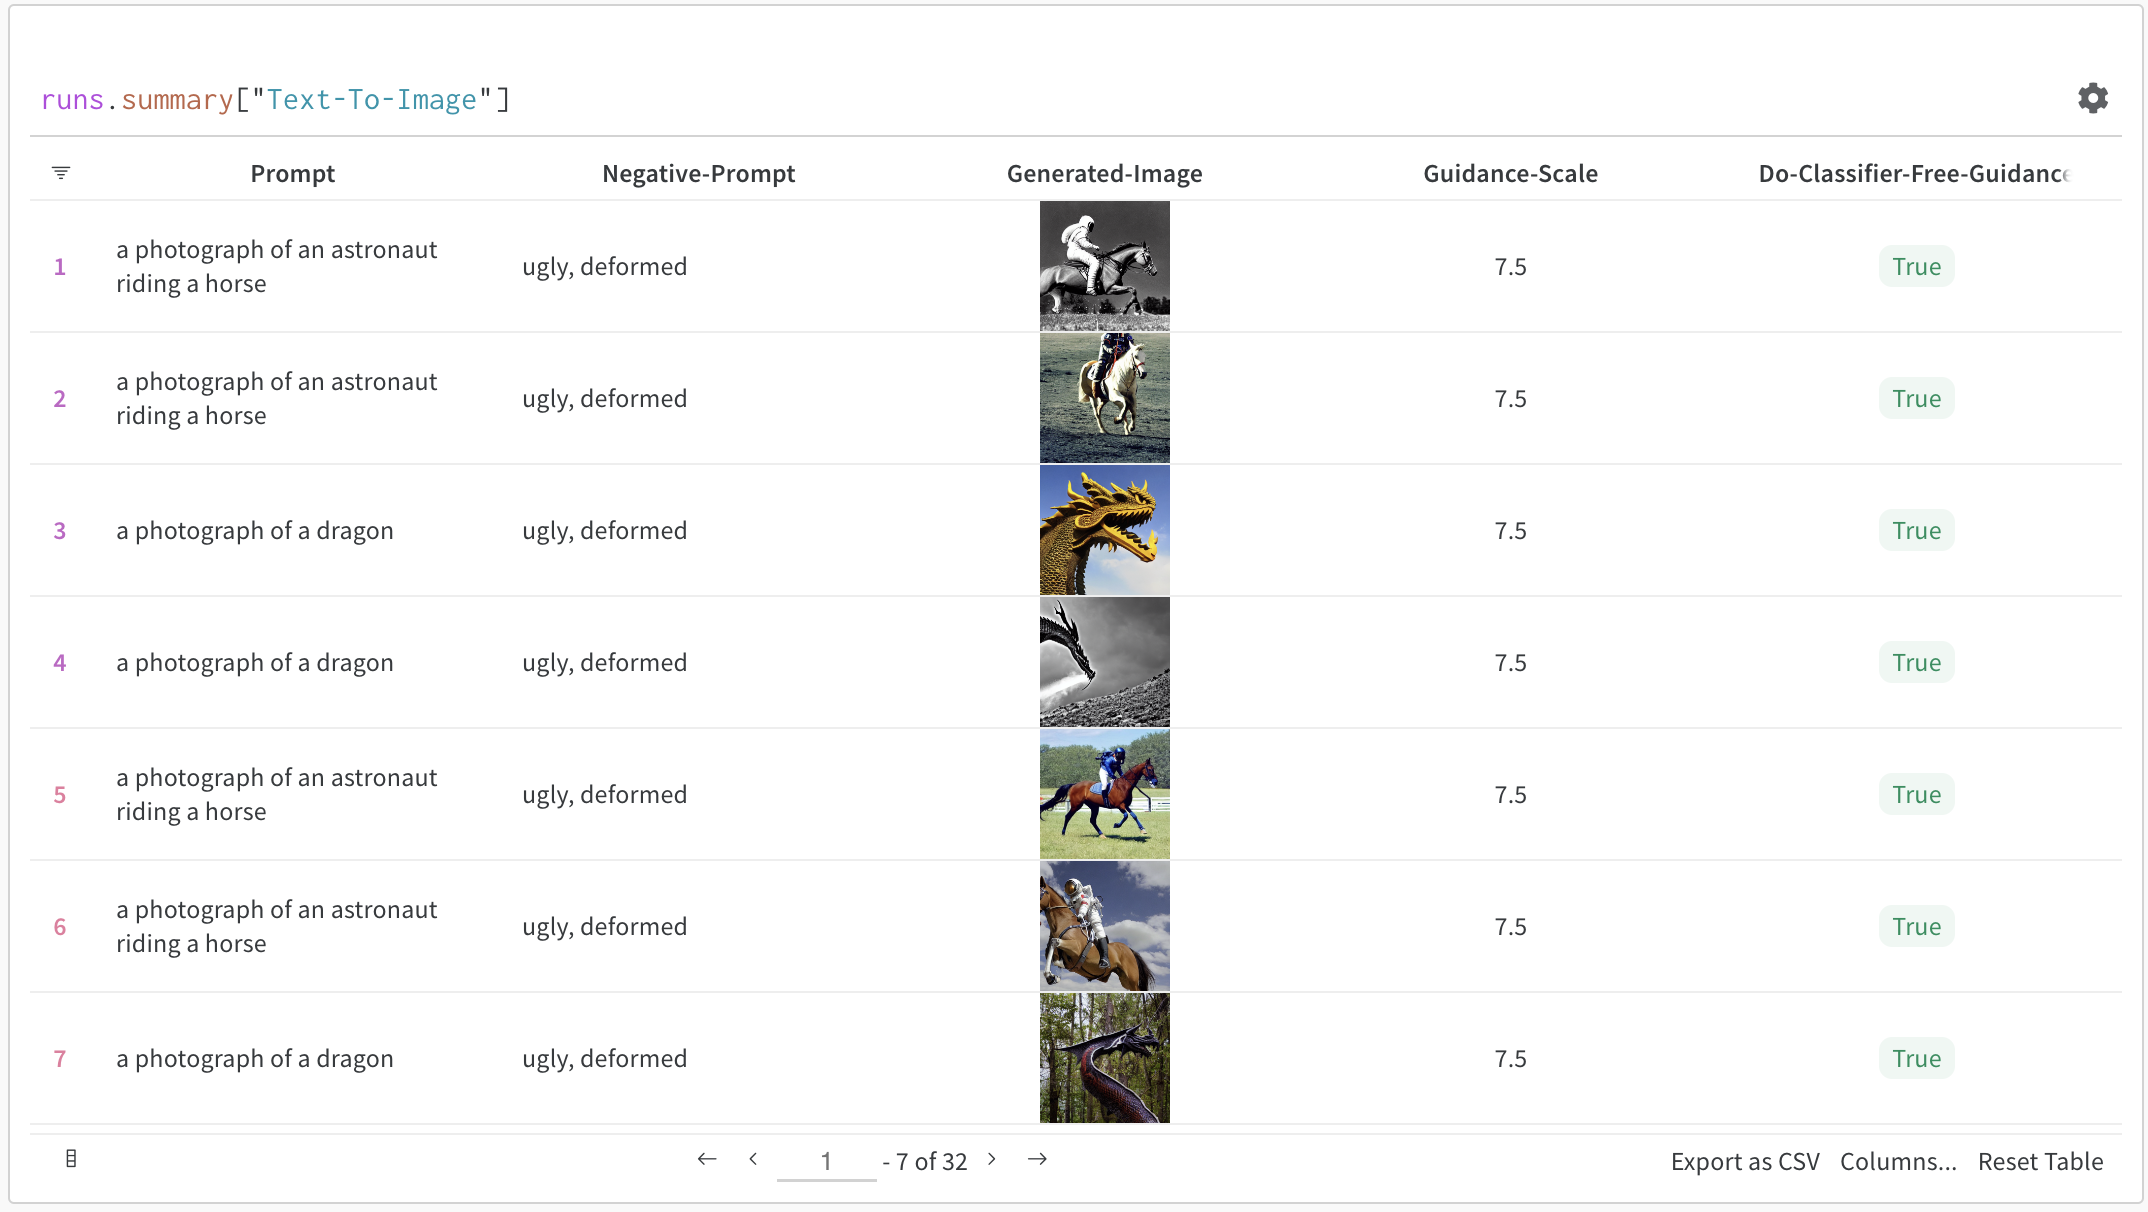 runs.summary["Text-To-Image"]
Prompt Negative-Prompt Generated-Image Guidance-Scale Do-Classifier-Free-Guidance
1 a photograph of an astronaut riding a horse ugly, deformed 7.5 True
2 a photograph of an astronaut riding a horse ugly, deformed 7.5 True
3 a photograph of a dragon ugly, deformed 7.5 True
4 a photograph of a dragon ugly, deformed 7.5 True
5 a photograph of an astronaut riding a horse ugly, deformed 7.5 True
6 a photograph of an astronaut riding a horse ugly, deformed 7.5 True
7 a photograph of a dragon ugly, deformed 7.5 True
1 - 7 of 32 Export as CSV Columns... Reset Table